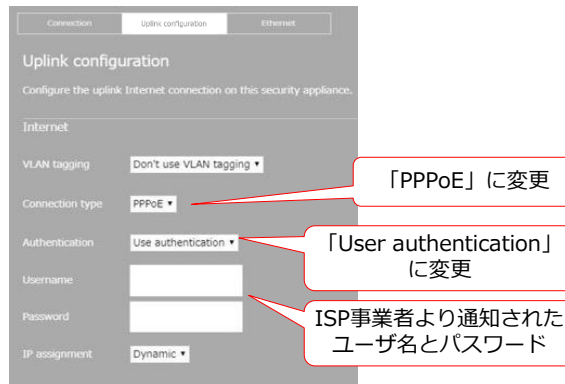 Connection Uplink configuration Ethernet
Uplink configuration
Configure the uplink Internet connection on this security appliance.
Internet
VLAN tagging Don't use VLAN tagging
「PPPoE」に変更
Connection type PPPoE
Authentication Use authentication
「User authentication」
に変更
Username
Password
ISP事業者より通知された
ユーザ名とパスワード
IP assignment Dynamic